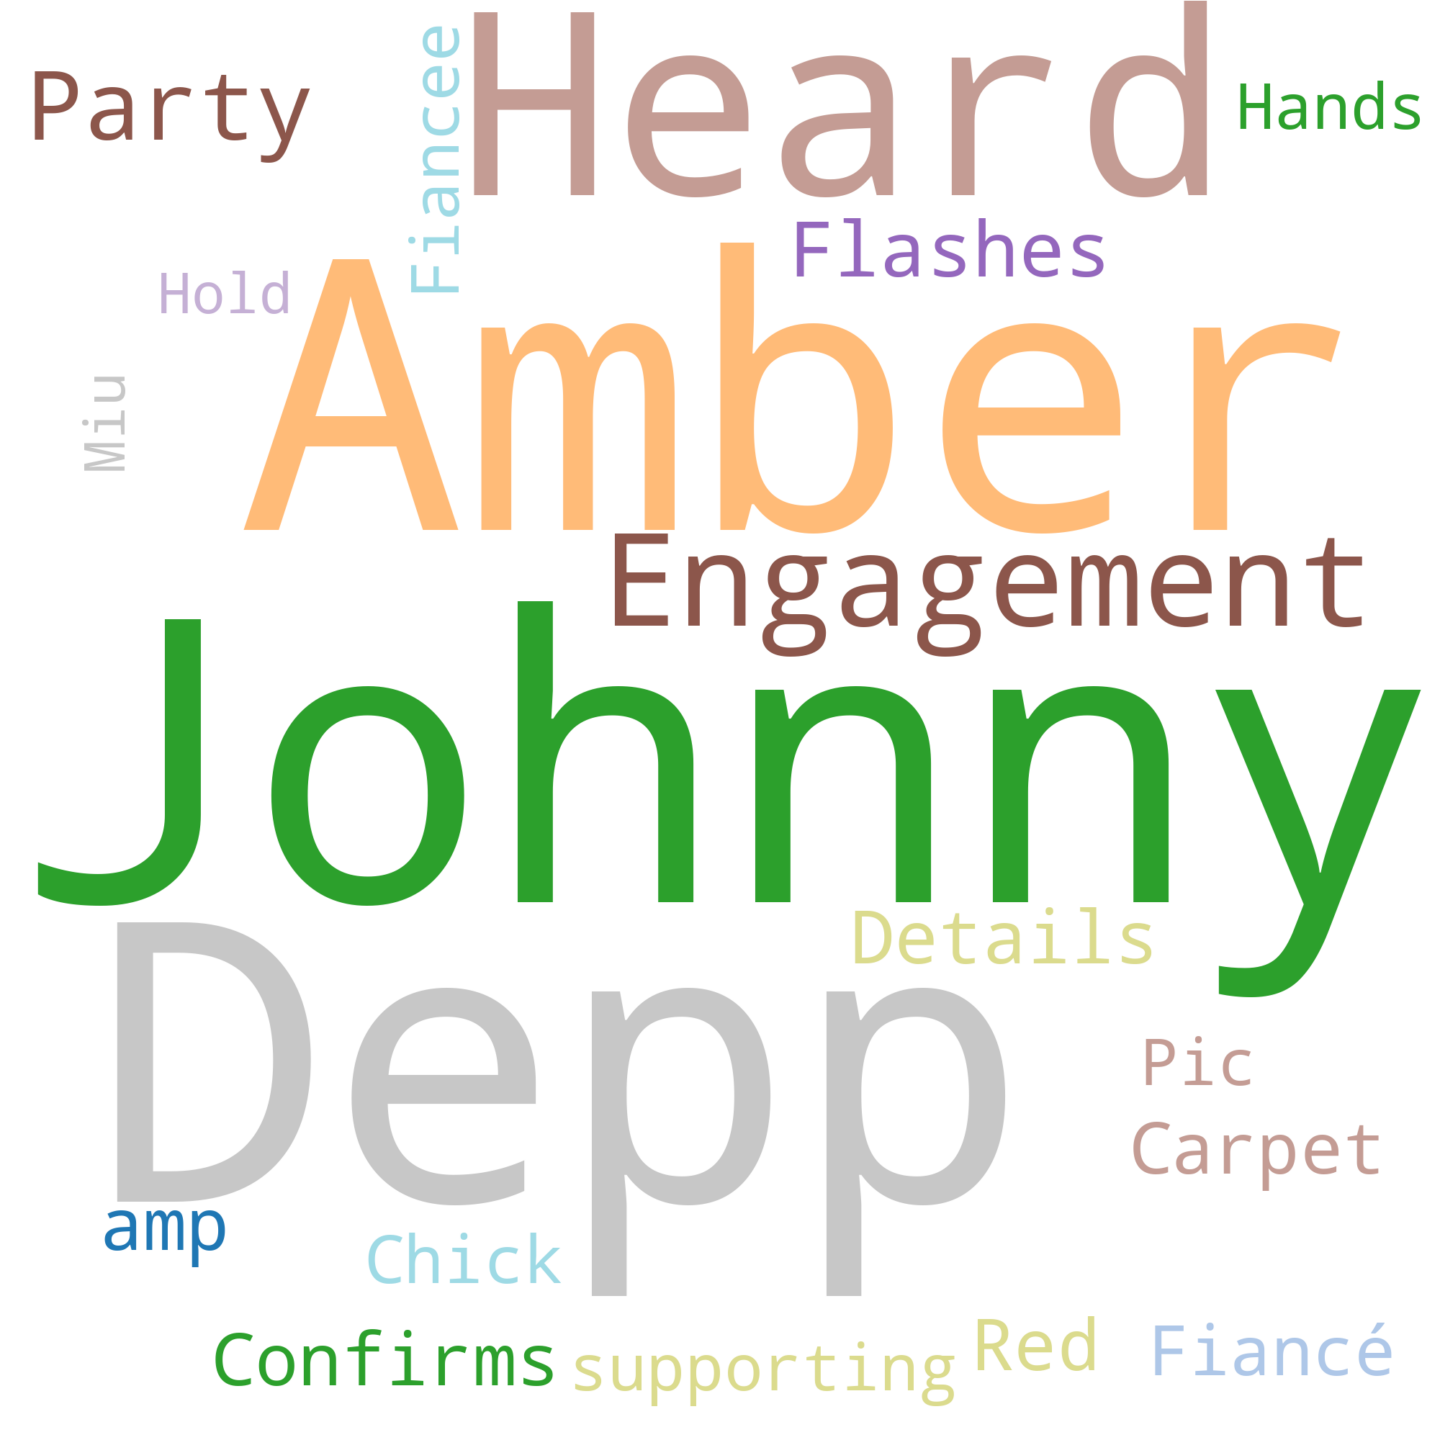 Heard
Party
Fiancee
Hands
Flashes
Hold
Amber
Miu
Engagement
Johnny
Details
Depp
Pic
Carpet
amp
Chick
Confirms
supporting
Red
Fiancé